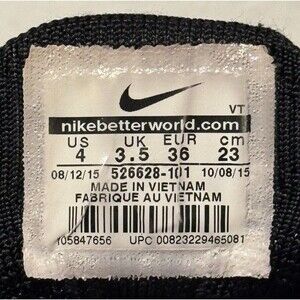 VT
nikebetterworld.com
US UK EUR cm
4 3.5 36 23
08/12/15 526628-101 10/08/15
MADE IN VIETNAM
FABRIQUE AU VIETNAM
105847656 UPC 00823229465081